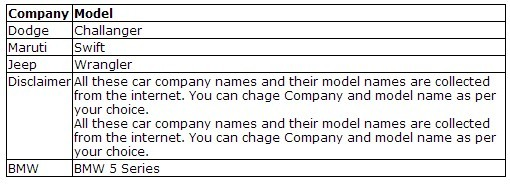 Company Model
Dodge Challanger
Maruti Swift
Jeep Wrangler
Disclaimer All these car company names and their model names are collected
from the internet. You can chage Company and model name as per
your choice.
All these car company names and their model names are collected
from the internet. You can chage Company and model name as per
your choice.
BMW BMW 5 Series